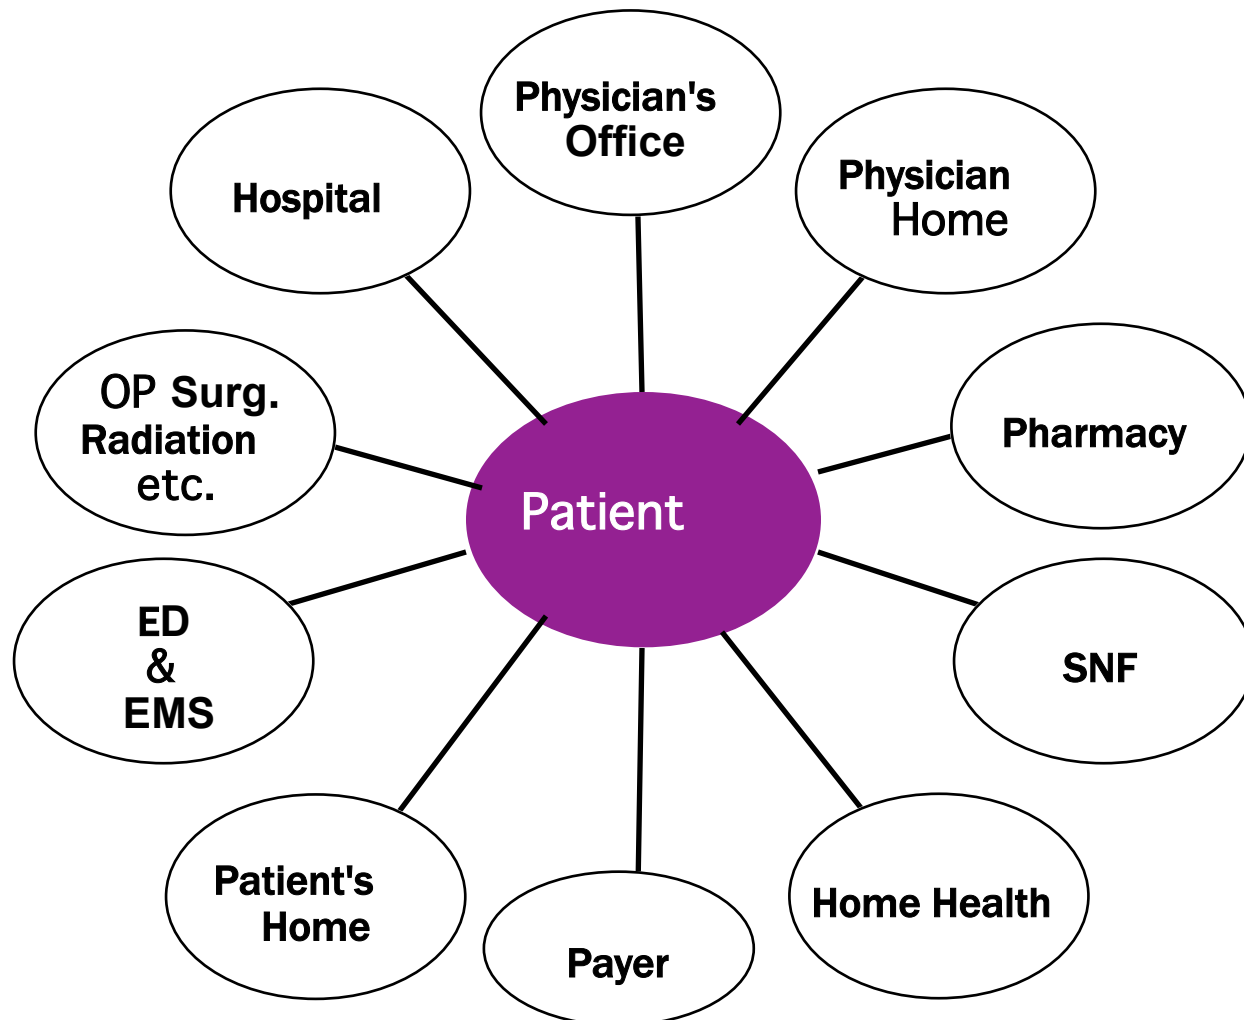 Physician's
Office
Hospital
Physician
Home
OP Surg.
Radiation
etc.
Pharmacy
Patient
ED
&
EMS
SNF
Patient's
Home
Payer
Home Health